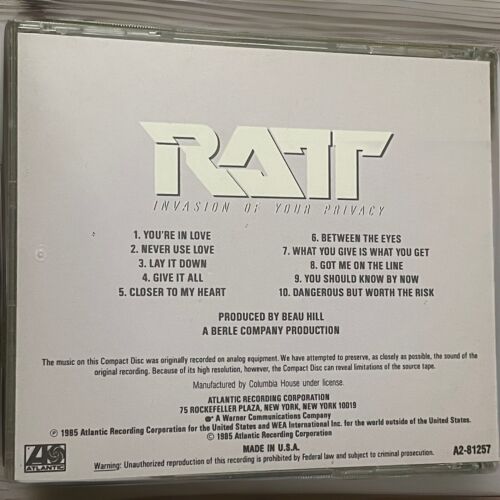 RATT
INVASION OF YOUR PRIVACY
1. YOU'RE IN LOVE
2. NEVER USE LOVE
3. LAY IT DOWN
4. GIVE IT ALL
5. CLOSER TO MY HEART
6. BETWEEN THE EYES
7. WHAT YOU GIVE IS WHAT YOU GET
8. GOT ME ON THE LINE
9. YOU SHOULD KNOW BY NOW
10. DANGEROUS BUT WORTH THE RISK
PRODUCED BY BEAU HILL
A BERLE COMPANY PRODUCTION
The music on this Compact Disc was originally recorded on analog equipment. We have attempted to preserve, as closely as possible, the sound of the
original recording. Because of its high resolution, however, the Compact Disc can reveal limitations of the source tape.
Manufactured by Columbia House under license.
ATLANTIC RECORDING CORPORATION
75 ROCKEFELLER PLAZA, NEW YORK, NEW YORK 10019
A Warner Communications Company
℗ 1985 Atlantic Recording Corporation for the United States and WEA International Inc. for the world outside of the United States.
© 1985 Atlantic Recording Corporation
MADE IN U.S.A.
A2-81257
ATLANTIC
Warning: Unauthorized reproduction of this recording is prohibited by Federal law and subject to criminal prosecution.